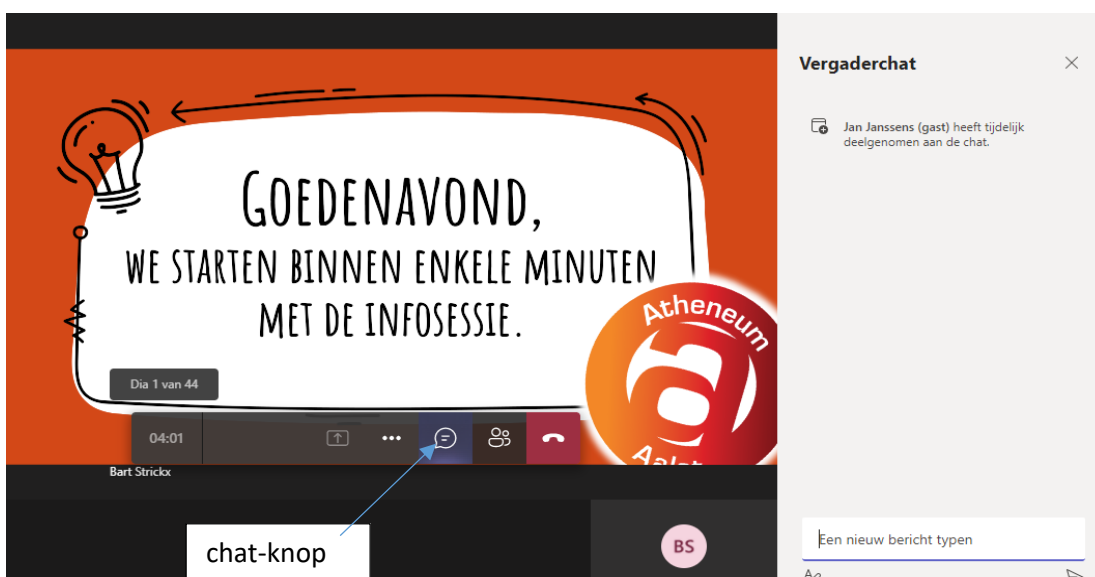 GOEDENAVOND,
WE STARTEN BINNEN ENKELE MINUTEN
MET DE INFOSESSIE.
Atheneum
Dia 1 van 44
04:01
Bart Strickx
chat-knop
BS
Vergaderchat
Jan Janssens (gast) heeft tijdelijk
deelgenomen aan de chat.
Een nieuw bericht typen